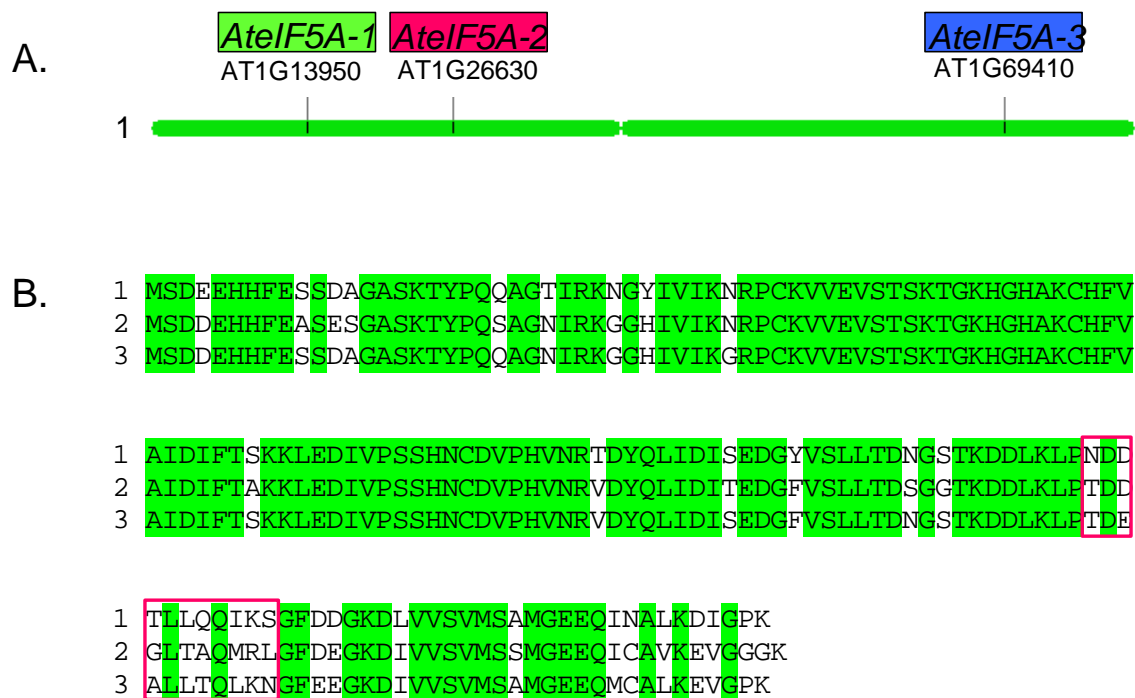 A.
AteIF5A-1 AteIF5A-2 AteIF5A-3
AT1G13950 AT1G26630 AT1G69410
1
B.
1 MSDEEHHFESSDAGASKTYPQQAGTIRKNGYIVIKNRPCKVVEVSTSKTGKHGHAKCHFV
2 MSDDEHHFEASESGASKTYPQSAGNIRKGGHIVIKNRPCKVVEVSTSKTGKHGHAKCHFV
3 MSDDEHHFESSDAGASKTYPQQAGNIRKGGHIVIKGRPCKVVEVSTSKTGKHGHAKCHFV
1 AIDIFTSKKLEDIVPSSHNCDVPHVNRTDYQLIDISEDGYVSLLTDNGSTKDDLKLPNDD
2 AIDIFTAKKLEDIVPSSHNCDVPHVNRVDYQLIDITEDGFVSLLTDSGGTKDDLKLPTDD
3 AIDIFTSKKLEDIVPSSHNCDVPHVNRVDYQLIDISEDGFVSLLTDNGSTKDDLKLPTDE
1 TLLQQIKSGFDDGKDLVVSVMSAMGEEQINALKDIGPK
2 GLTAQMRLGFDEGKDIVVSVMSSMGEEQICAVKEVGGGK
3 ALLTQLKNGFEEGKDIVVSVMSAMGEEQMCALKEVGPK